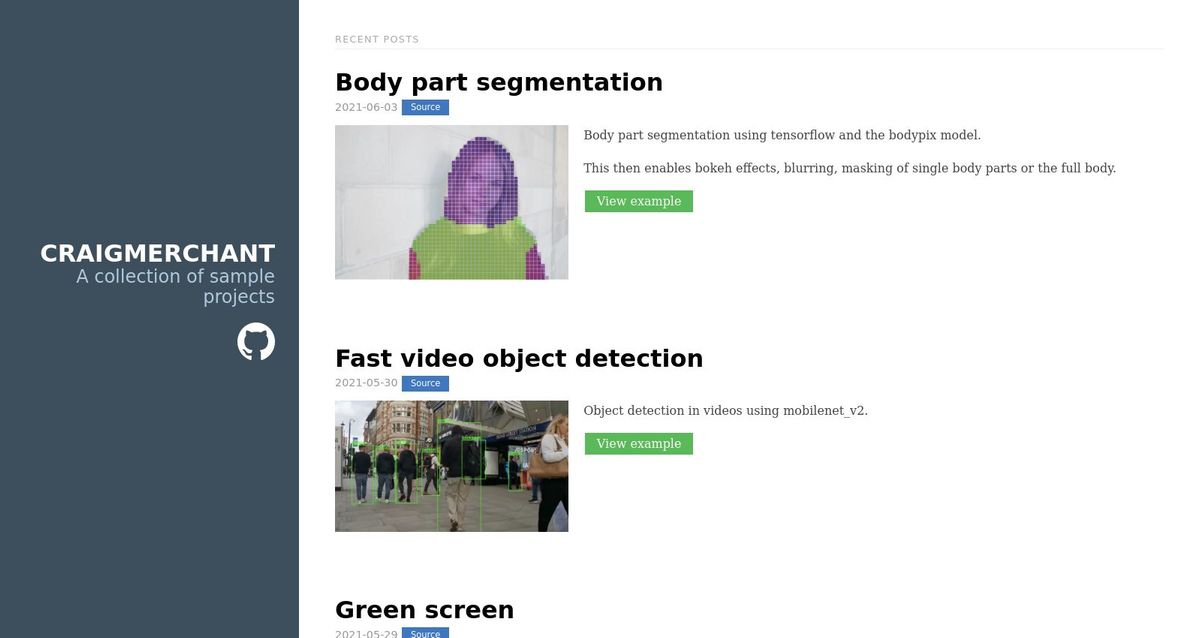 CRAIGMERCHANT
A collection of sample
projects
RECENT POSTS
Body part segmentation
2021-06-03 Source
Body part segmentation using tensorflow and the bodypix model.
This then enables bokeh effects, blurring, masking of single body parts or the full body.
View example
Fast video object detection
2021-05-30 Source
Object detection in videos using mobilenet_v2.
View example
Green screen
2021-05-29 Source